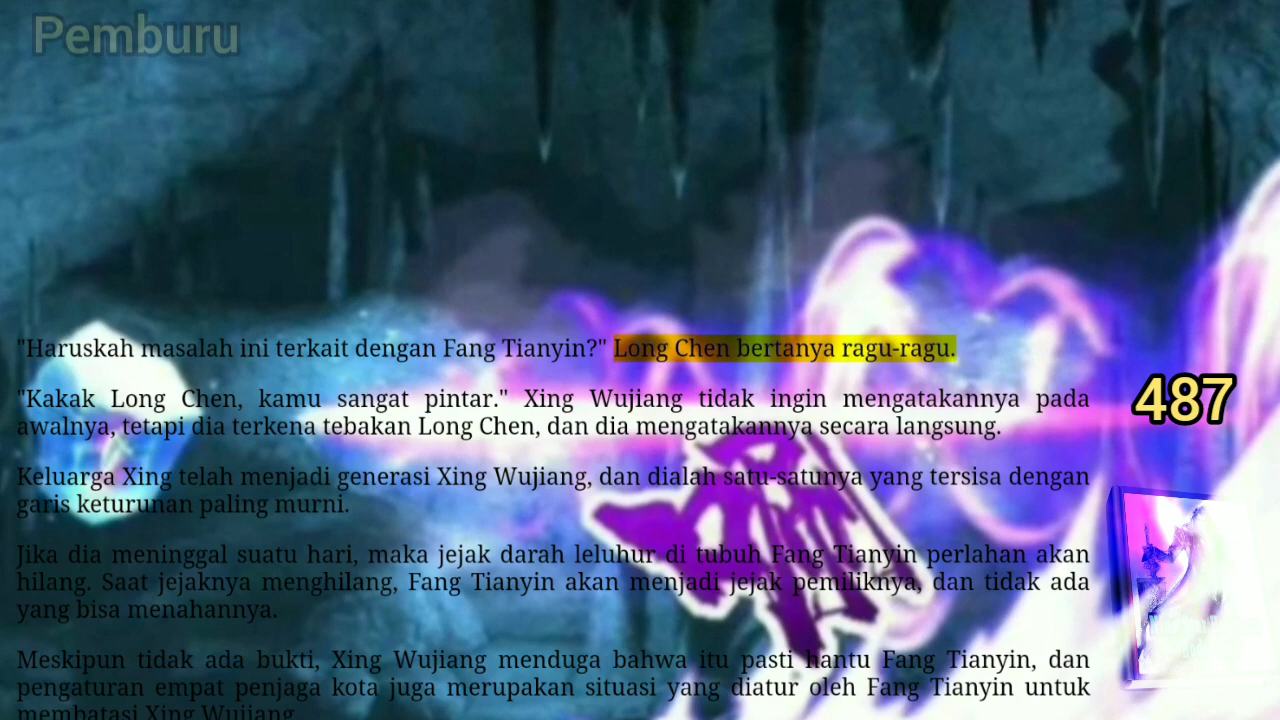 Pemburu
"Haruskah masalah ini terkait dengan Fang Tianyin?" Long Chen bertanya ragu-ragu.
"Kakak Long Chen, kamu sangat pintar." Xing Wujiang tidak ingin mengatakannya pada
awalnya, tetapi dia terkena tebakan Long Chen, dan dia mengatakannya secara langsung.
487
Keluarga Xing telah menjadi generasi Xing Wujiang, dan dialah satu-satunya yang tersisa dengan
garis keturunan paling murni.
Jika dia meninggal suatu hari, maka jejak darah leluhur di tubuh Fang Tianyin perlahan akan
hilang. Saat jejaknya menghilang, Fang Tianyin akan menjadi jejak pemiliknya, dan tidak ada
yang bisa menahannya.
Meskipun tidak ada bukti, Xing Wujiang menduga bahwa itu pasti hantu Fang Tianyin, dan
pengaturan empat penjaga kota juga merupakan situasi yang diatur oleh Fang Tianyin untuk
membatasi Xing Wujiang.